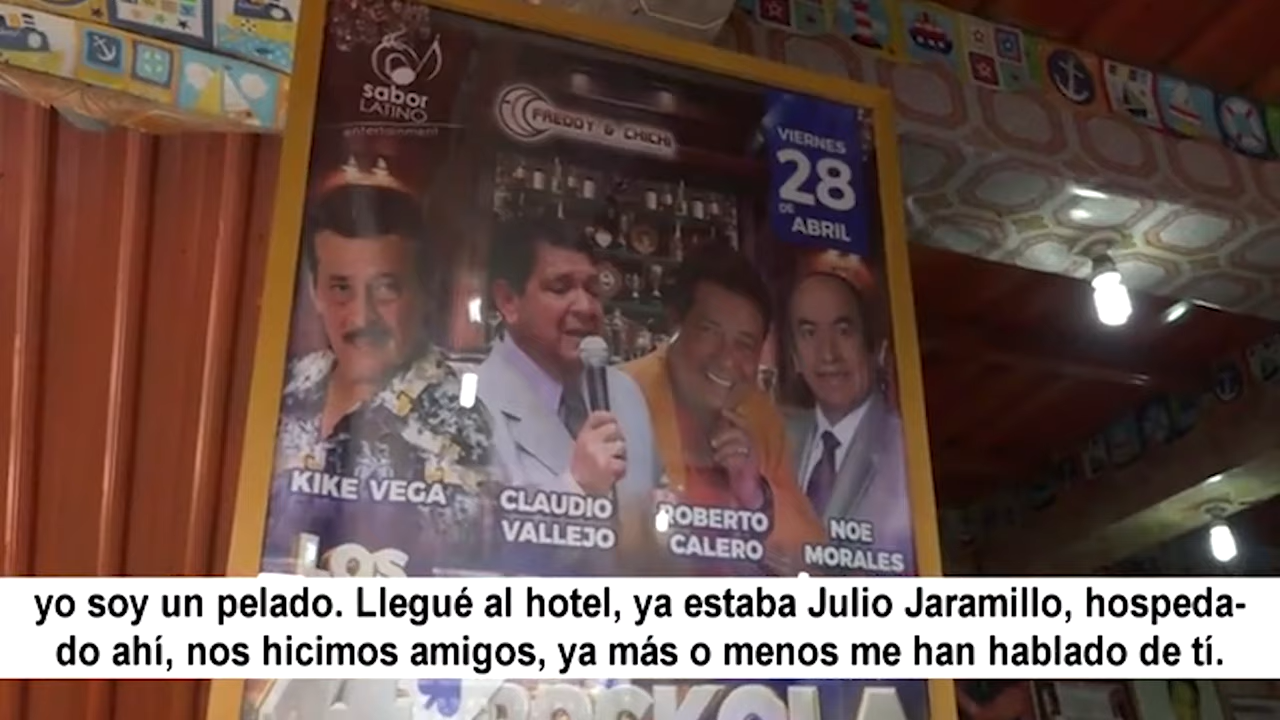 sabor
LATINO
entertainment
FREDDY & CHICHI
VIERNES
28
DE
ABRIL
KIKE VEGA
CLAUDIO
VALLEJO
ROBERTO
CALERO
NOE
MORALES
LOS
yo soy un pelado. Llegué al hotel, ya estaba Julio Jaramillo, hospeda-
do ahí, nos hicimos amigos, ya más o menos me han hablado de tí.